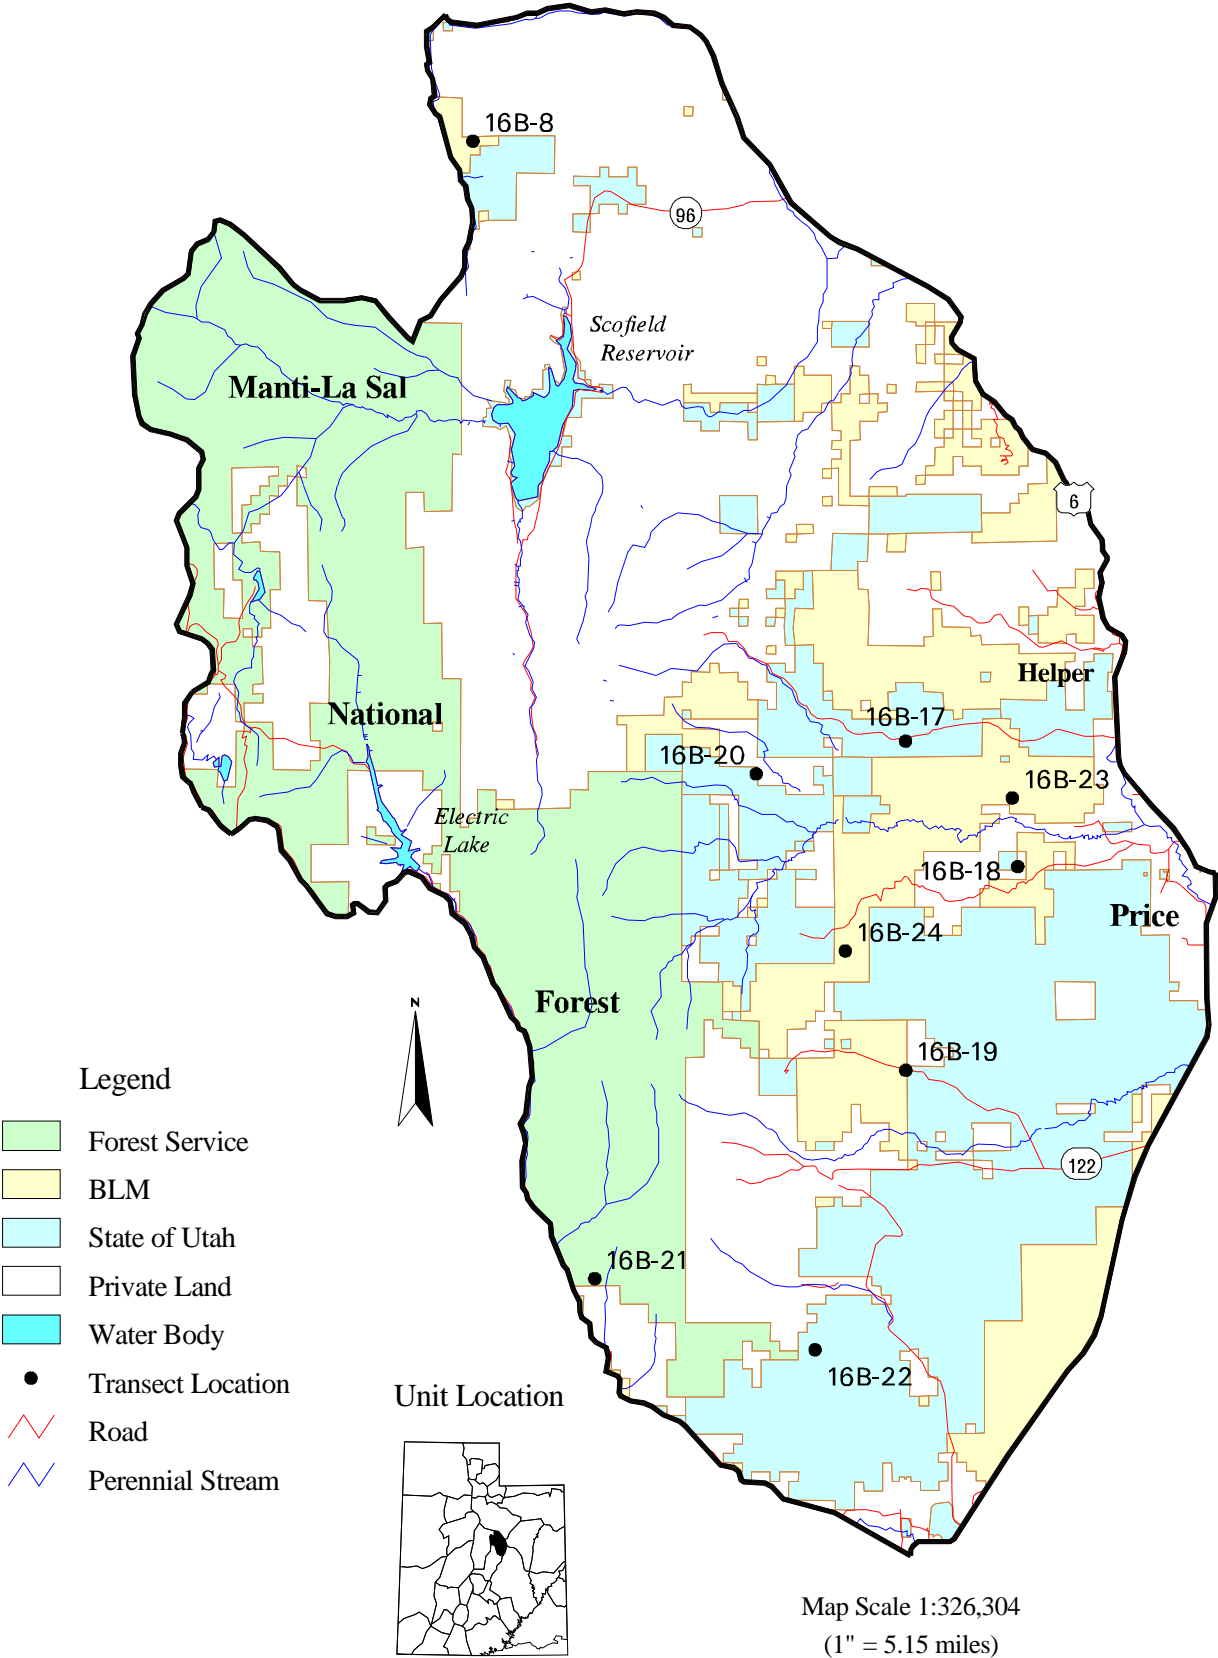 16B-8
96
Scofield
Reservoir
Manti-La Sal
6
Helper
National
16B-17
16B-20
16B-23
Electric
Lake
16B-18
Price
16B-24
Forest
N
16B-19
Legend
Forest Service
BLM
State of Utah
Private Land
Water Body
Transect Location
Road
Perennial Stream
122
16B-21
16B-22
Unit Location
Map Scale 1:326,304
(1" = 5.15 miles)